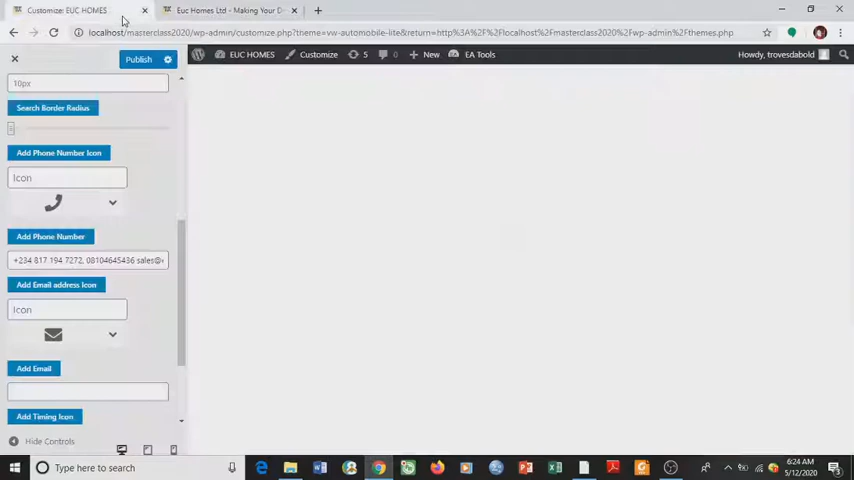 Customize: EUC HOMES
Euc Homes Ltd - Making Your D
localhost/masterclass2020/wp-admin/customize.php?theme=vw-automobile-lite&return=http%3A%2F%2Flocalhost%2Fmasterclass2020%2Fwp-admin%2Fthemes.php
Publish
EUC HOMES
Customize
5
0
New
EA Tools
Howdy, trovesdabold
10px
Search Border Radius
Add Phone Number Icon
Icon
Add Phone Number
+234 817 194 7272, 08104645436 sales@
Add Email address Icon
Icon
Add Email
Add Timing Icon
Hide Controls
Type here to search
6:24 AM
5/12/2020